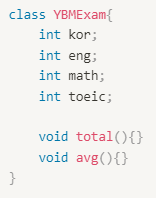 class YBMExam{
    int kor;
    int eng;
    int math;
    int toeic;

    void total(){}
    void avg(){}
}